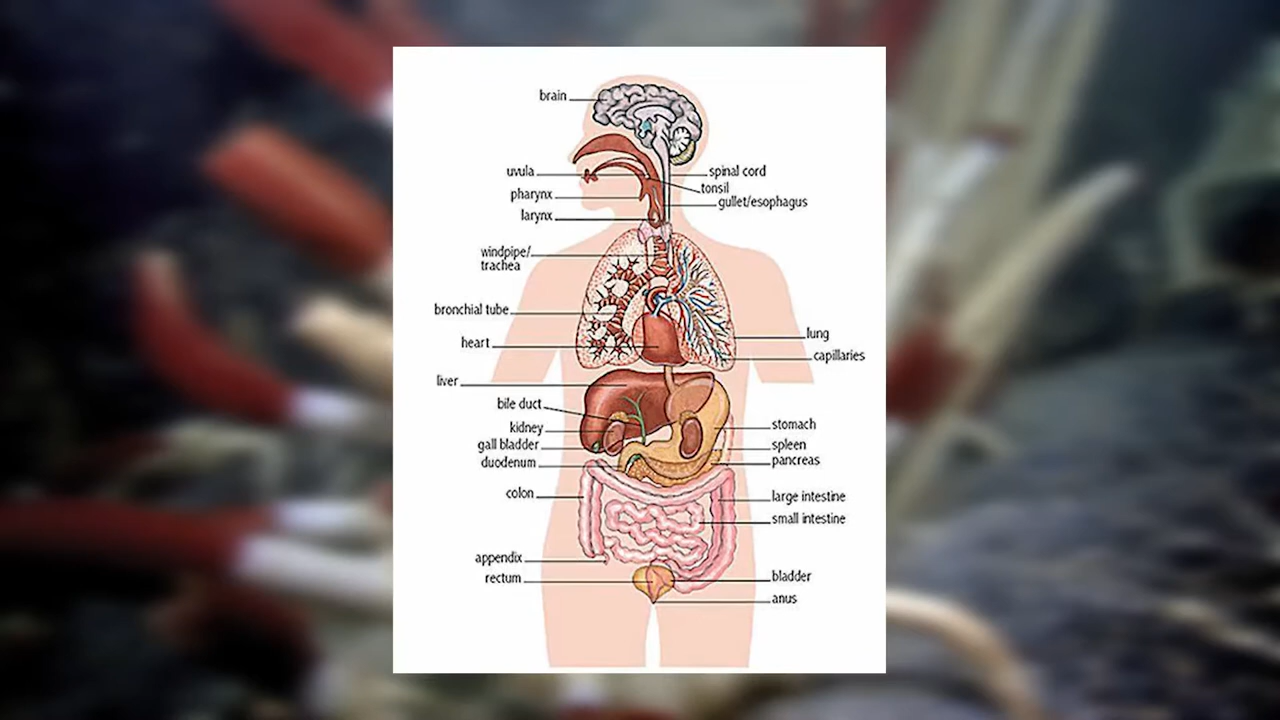 brain
uvula
spinal cord
tonsil
pharynx
gullet/esophagus
larynx
windpipe/
trachea
bronchial tube
lung
heart
capillaries
liver
bile duct
stomach
kidney
gall bladder
spleen
duodenum
pancreas
colon
large intestine
small intestine
appendix
rectum
bladder
anus